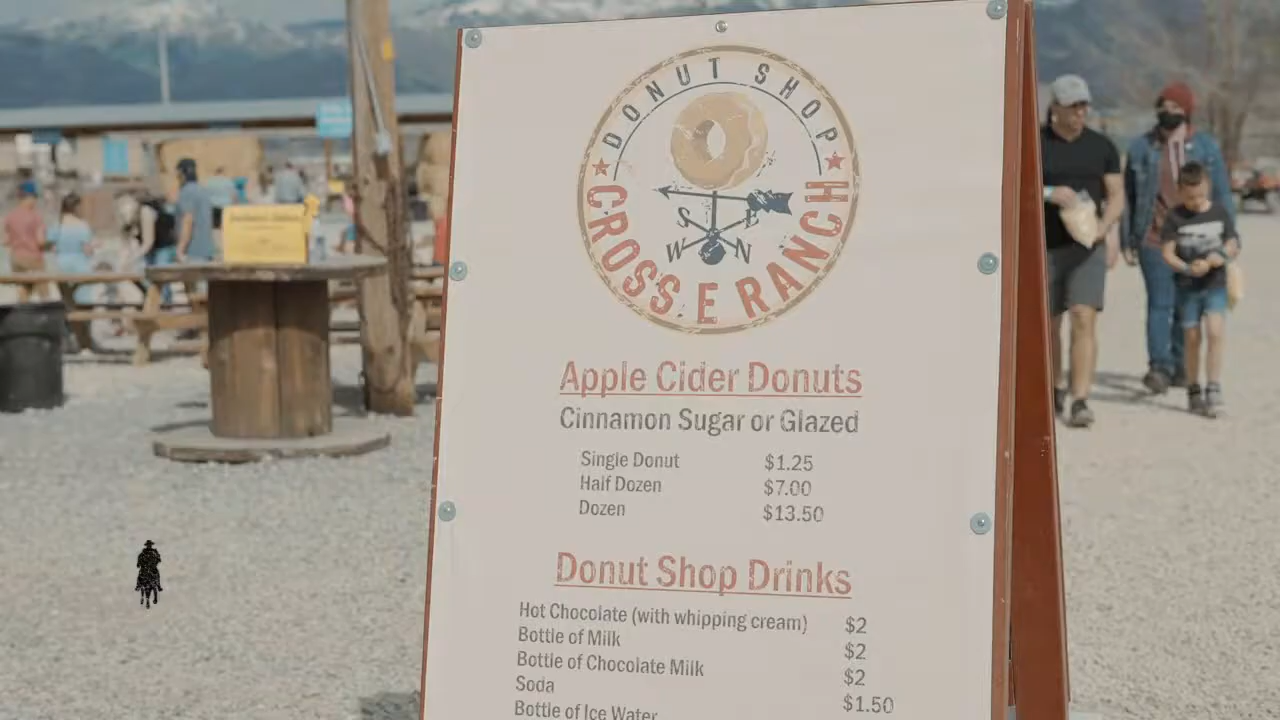 DONUT SHOP
S E
W N
CROSS E RANCH
Apple Cider Donuts
Cinnamon Sugar or Glazed
Single Donut $1.25
Half Dozen $7.00
Dozen $13.50
Donut Shop Drinks
Hot Chocolate (with whipping cream) $2
Bottle of Milk $2
Bottle of Chocolate Milk $2
Soda $1.50
Bottle of Ice Water